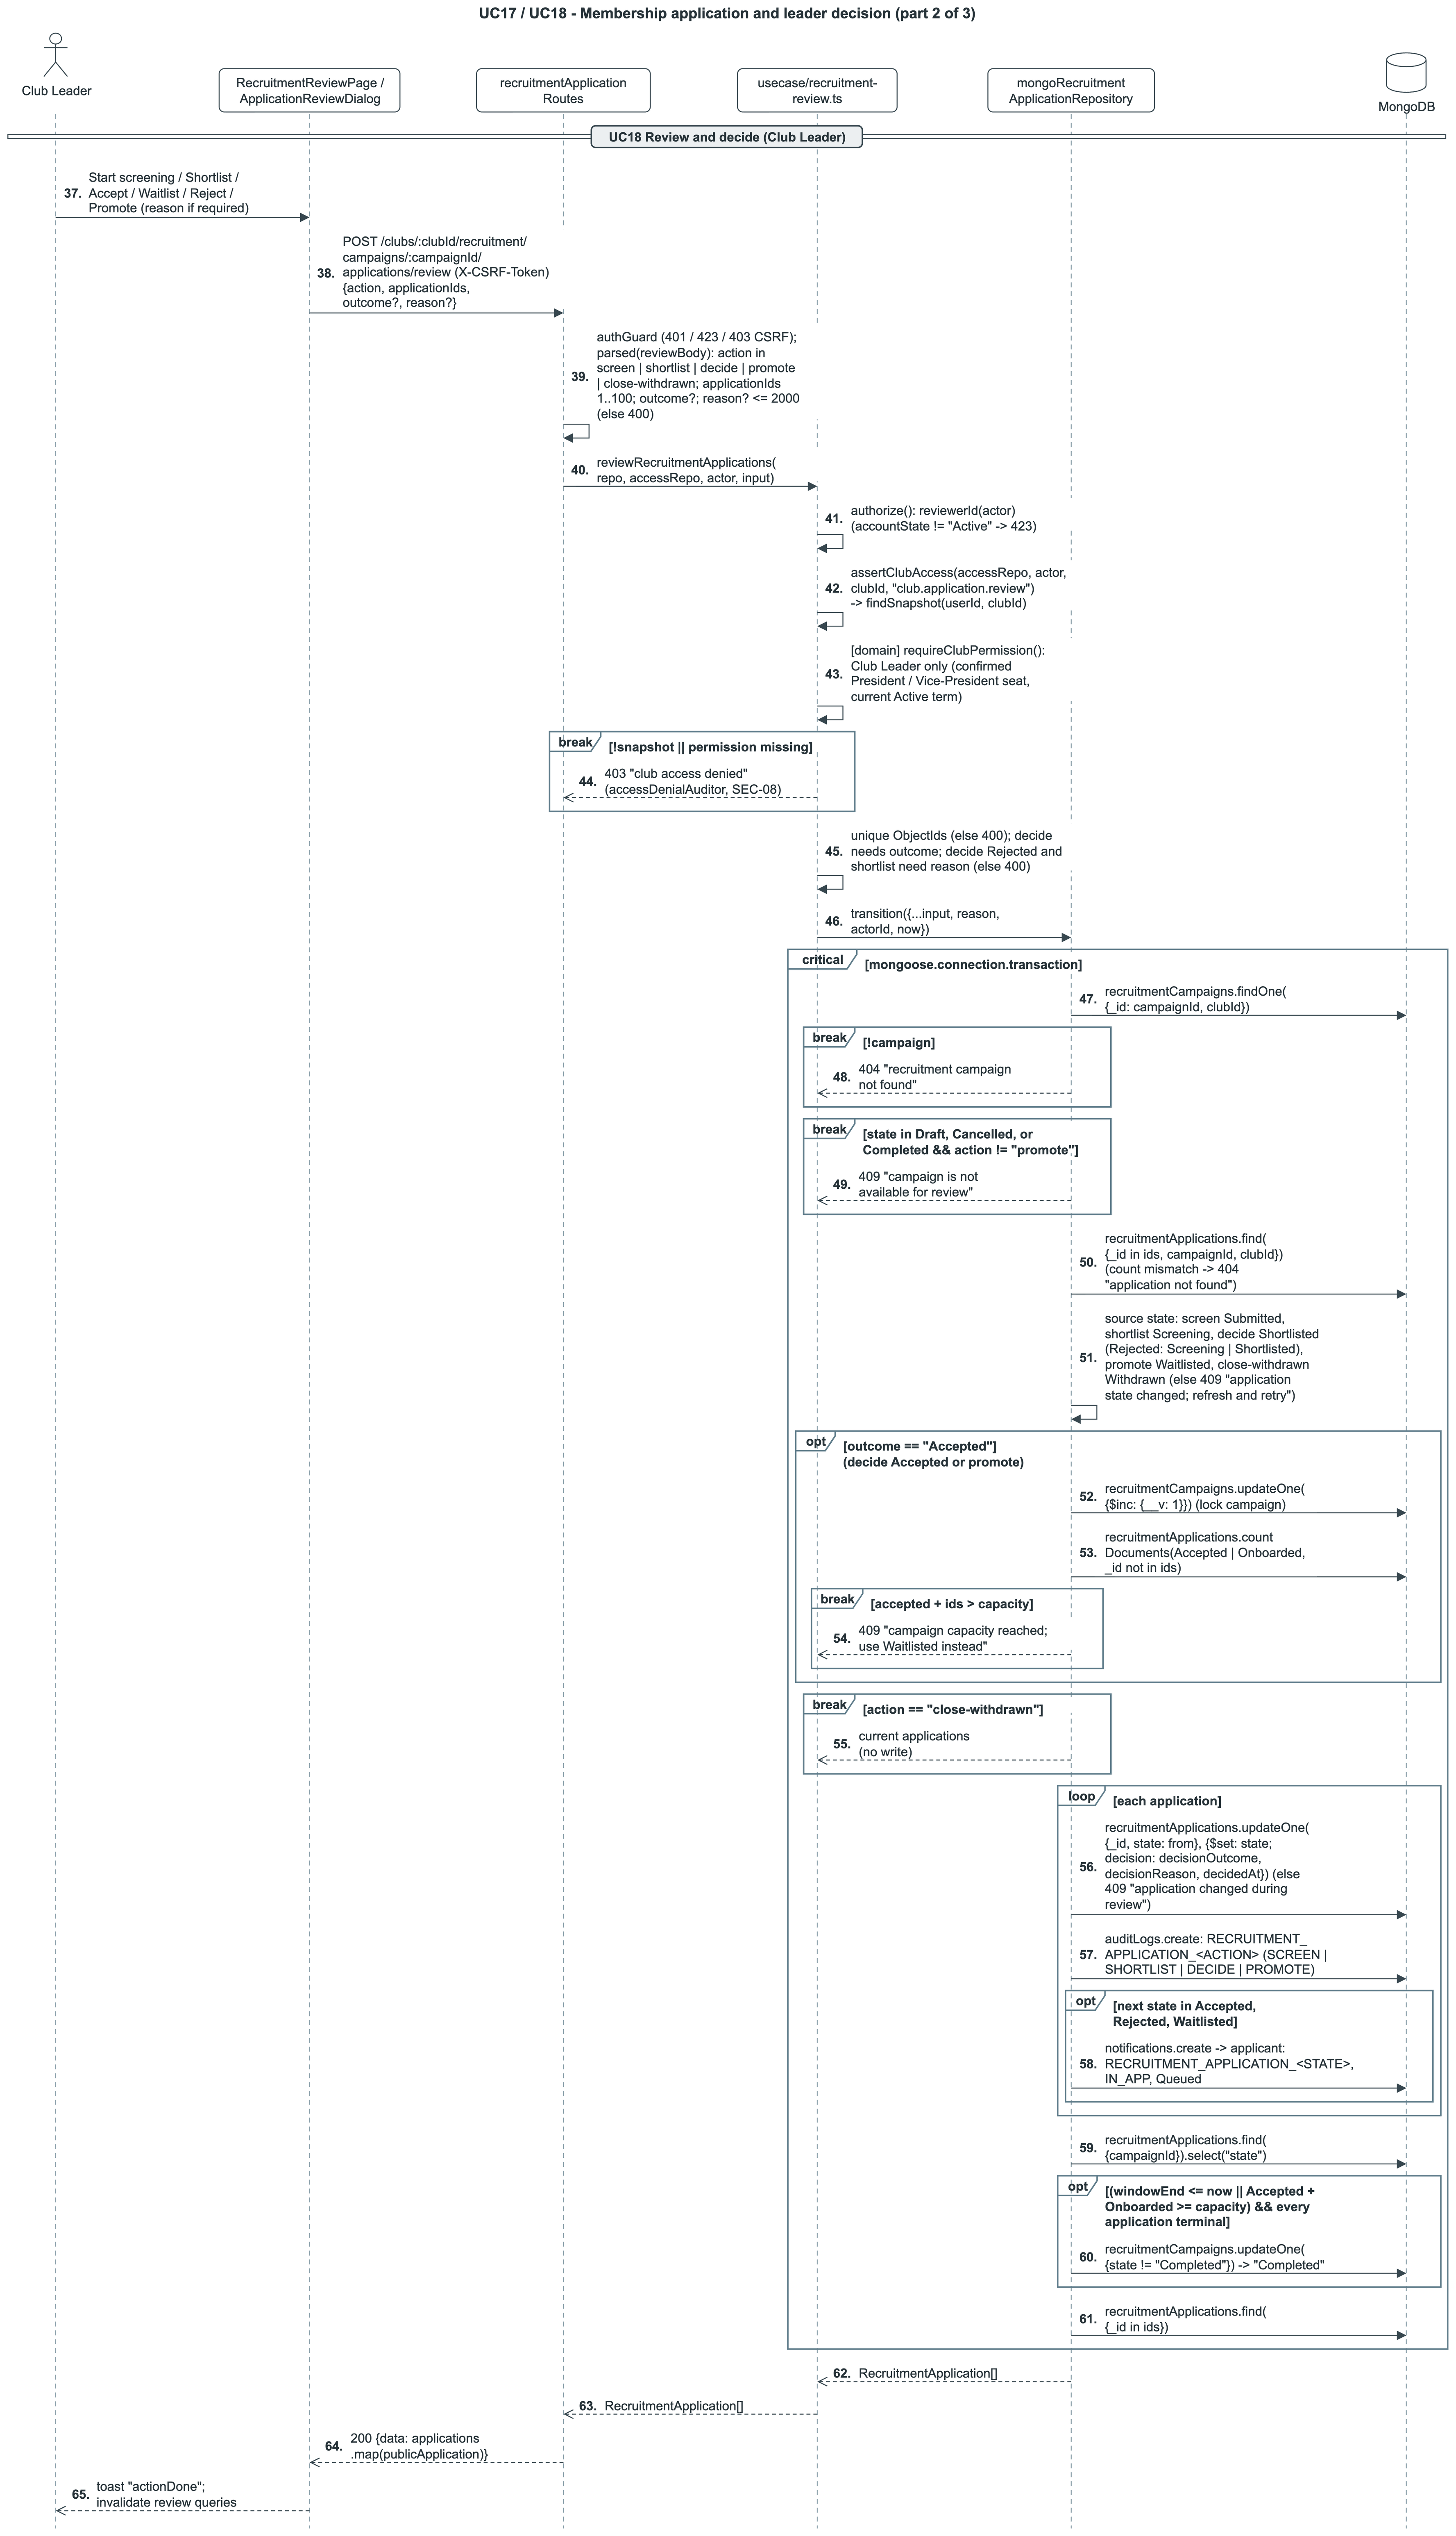 UC17 / UC18 - Membership application and leader decision (part 2 of 3)
Club Leader
RecruitmentReviewPage /
ApplicationReviewDialog
recruitmentApplication
Routes
usecase/recruitment-
review.ts
mongoRecruitment
ApplicationRepository
MongoDB
UC18 Review and decide (Club Leader)
37. Start screening / Shortlist /
Accept / Waitlist / Reject /
Promote (reason if required)
38. POST /clubs/:clubId/recruitment/
campaigns/:campaignId/
applications/review (X-CSRF-Token)
{action, applicationIds,
outcome?, reason?}
39. authGuard (401 / 423 / 403 CSRF);
parsed(reviewBody): action in
screen | shortlist | decide | promote
| close-withdrawn; applicationIds
1..100; outcome?; reason? <= 2000
(else 400)
40. reviewRecruitmentApplications(
repo, accessRepo, actor, input)
41. authorize(): reviewerId(actor)
(accountState != "Active" -> 423)
42. assertClubAccess(accessRepo, actor,
clubId, "club.application.review")
-> findSnapshot(userId, clubId)
43. [domain] requireClubPermission():
Club Leader only (confirmed
President / Vice-President seat,
current Active term)
break [!snapshot || permission missing]
44. 403 "club access denied"
(accessDenialAuditor, SEC-08)
45. unique ObjectIds (else 400); decide
needs outcome; decide Rejected and
shortlist need reason (else 400)
46. transition({...input, reason,
actorId, now})
critical [mongoose.connection.transaction]
47. recruitmentCampaigns.findOne(
{_id: campaignId, clubId})
break [!campaign]
48. 404 "recruitment campaign
not found"
break [state in Draft, Cancelled, or
Completed && action != "promote"]
49. 409 "campaign is not
available for review"
50. recruitmentApplications.find(
{_id in ids, campaignId, clubId})
(count mismatch -> 404
"application not found")
51. source state: screen Submitted,
shortlist Screening, decide Shortlisted
(Rejected: Screening | Shortlisted),
promote Waitlisted, close-withdrawn
Withdrawn (else 409 "application
state changed; refresh and retry")
opt [outcome == "Accepted"]
(decide Accepted or promote)
52. recruitmentCampaigns.updateOne(
{$inc: {__v: 1}}) (lock campaign)
53. recruitmentApplications.count
Documents(Accepted | Onboarded,
_id not in ids)
break [accepted + ids > capacity]
54. 409 "campaign capacity reached;
use Waitlisted instead"
break [action == "close-withdrawn"]
55. current applications
(no write)
loop [each application]
56. recruitmentApplications.updateOne(
{_id, state: from}, {$set: state;
decision: decisionOutcome,
decisionReason, decidedAt}) (else
409 "application changed during
review")
57. auditLogs.create: RECRUITMENT_
APPLICATION_<ACTION> (SCREEN |
SHORTLIST | DECIDE | PROMOTE)
opt [next state in Accepted,
Rejected, Waitlisted]
58. notifications.create -> applicant:
RECRUITMENT_APPLICATION_<STATE>,
IN_APP, Queued
59. recruitmentApplications.find(
{campaignId}).select("state")
opt [(windowEnd <= now || Accepted +
Onboarded >= capacity) && every
application terminal]
60. recruitmentCampaigns.updateOne(
{state != "Completed"}) -> "Completed"
61. recruitmentApplications.find(
{_id in ids})
62. RecruitmentApplication[]
63. RecruitmentApplication[]
64. 200 {data: applications
.map(publicApplication)}
65. toast "actionDone";
invalidate review queries